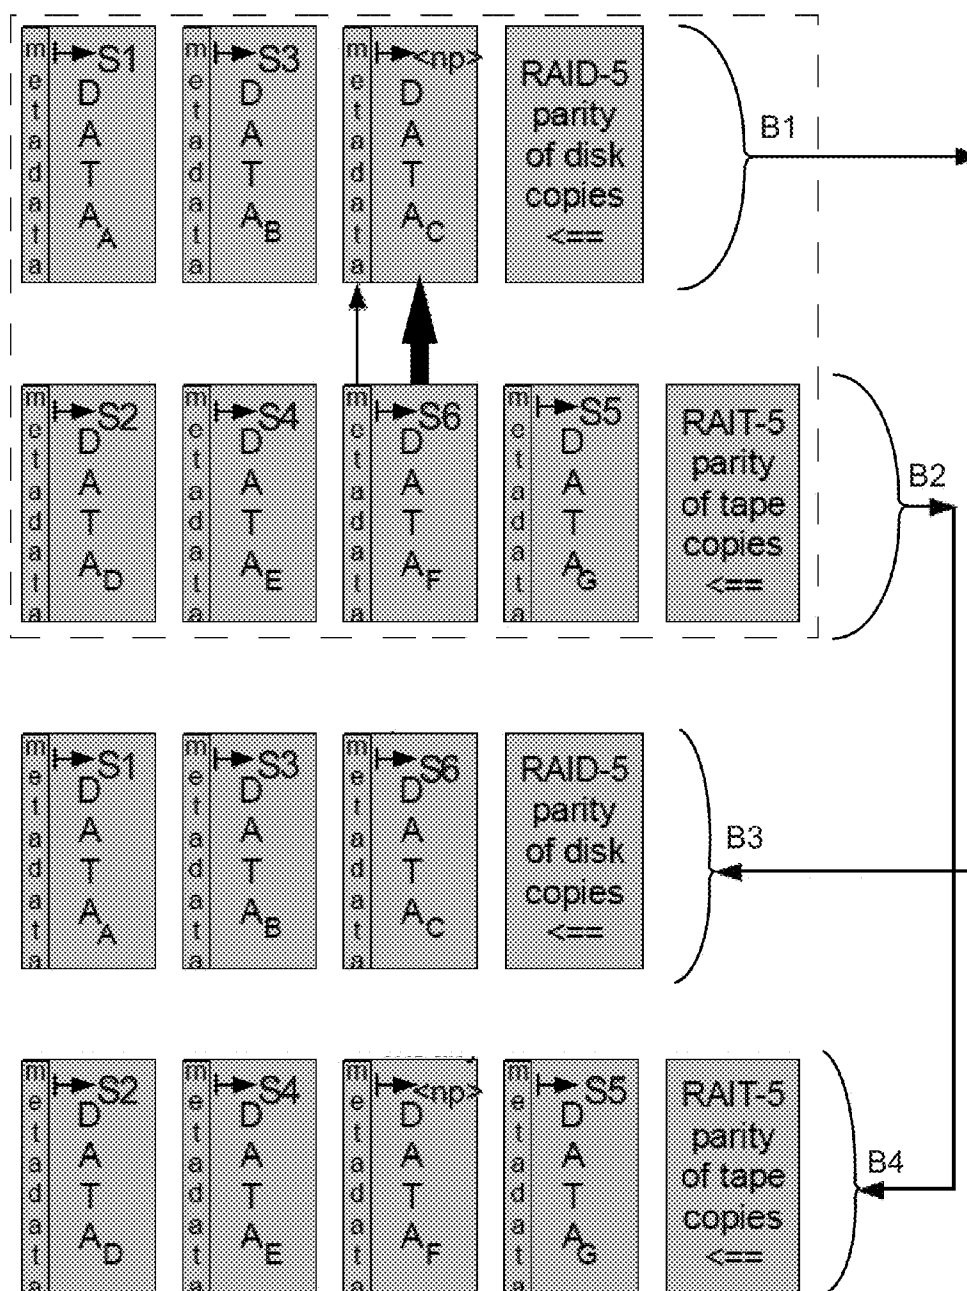 metadata S1 DATA A
metadata S3 DATA B
metadata <np> DATA C
RAID-5
parity
of disk
copies
<==
B1
metadata S2 DATA D
metadata S4 DATA E
metadata S6 DATA F
metadata S5 DATA G
RAIT-5
parity
of tape
copies
<==
B2
metadata S1 DATA A
metadata S3 DATA B
metadata S6 DATA C
RAID-5
parity
of disk
copies
<==
B3
metadata S2 DATA D
metadata S4 DATA E
metadata <np> DATA F
metadata S5 DATA G
RAIT-5
parity
of tape
copies
<==
B4